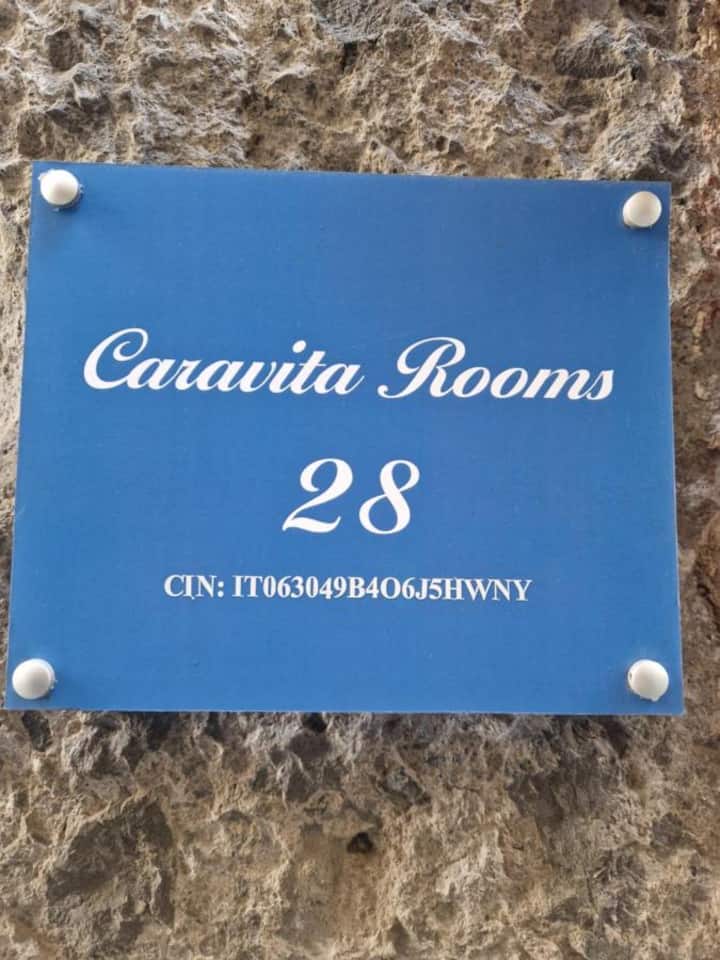 Caravita Rooms
28
CIN: IT063049B4O6J5HWNY